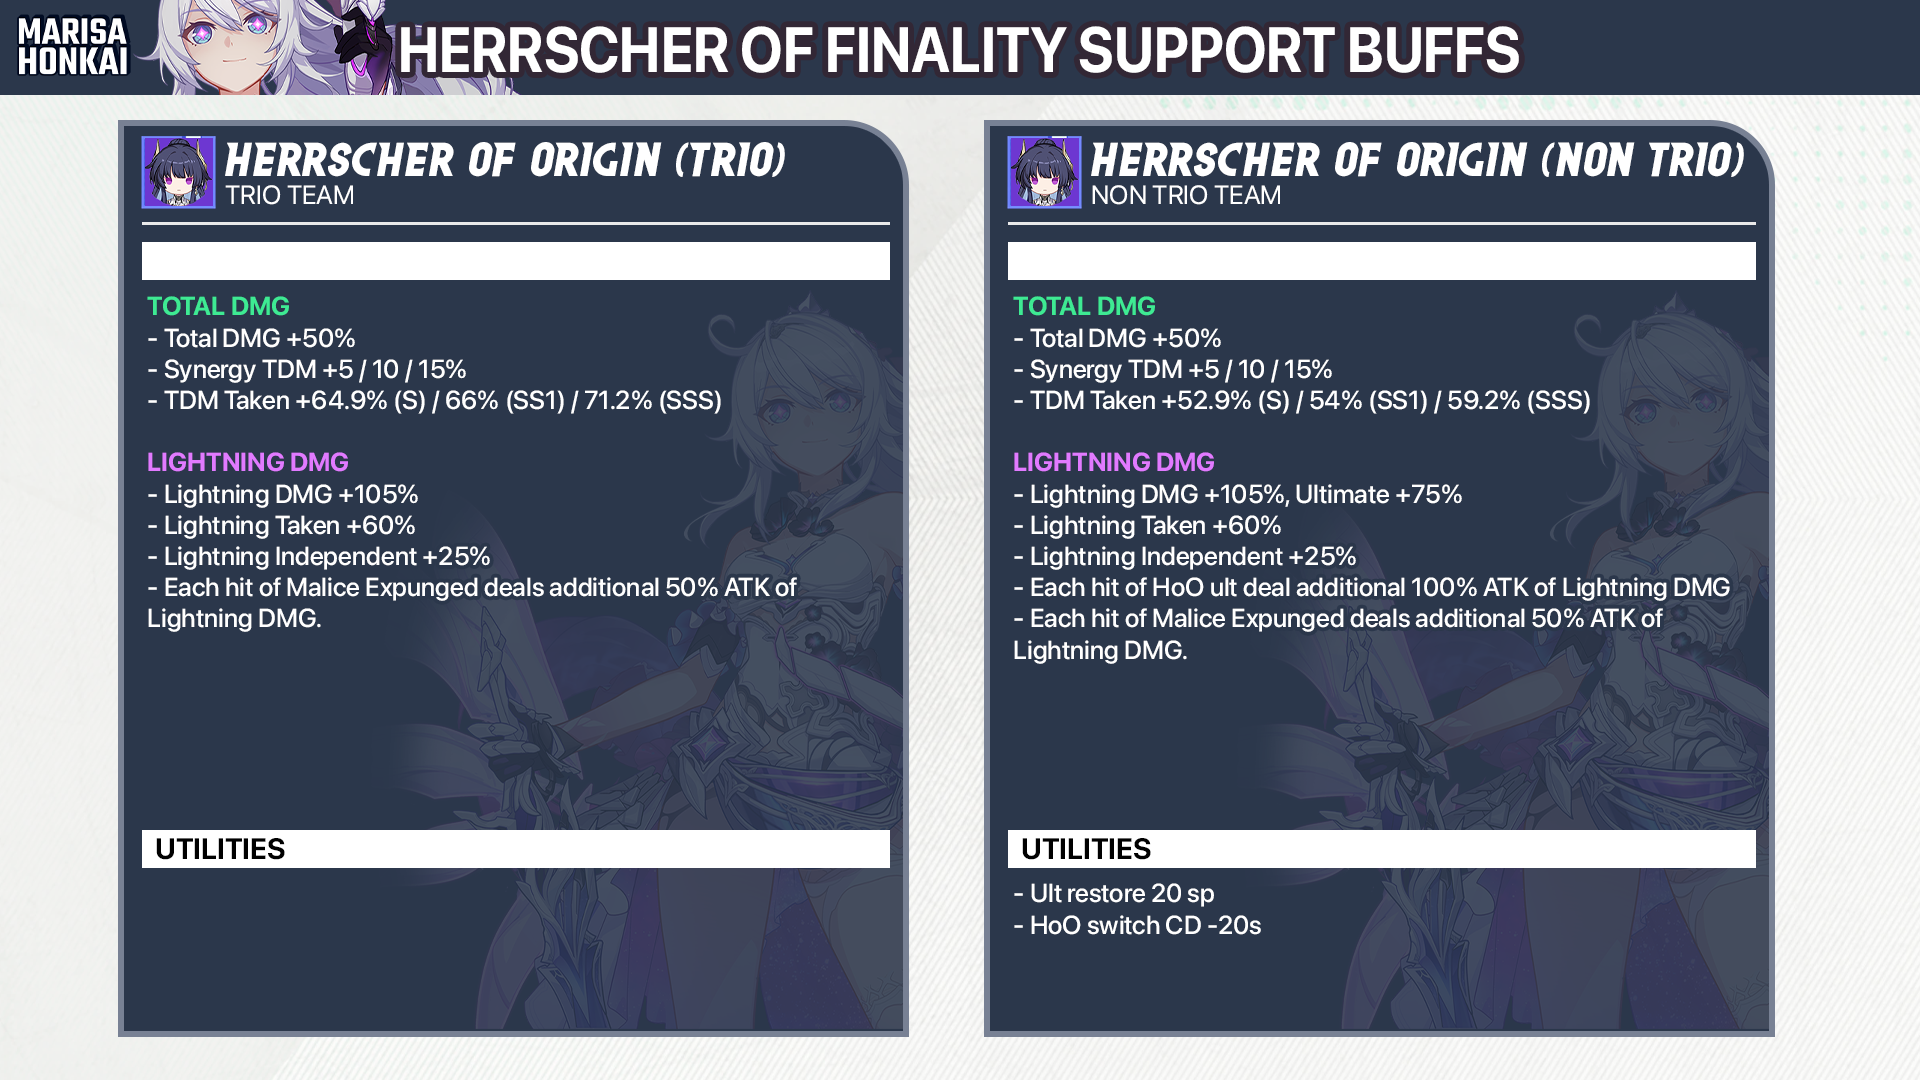 MARISA
HONKAI
HERRSCHER OF FINALITY SUPPORT BUFFS
HERRSCHER OF ORIGIN (TRIO)
TRIO TEAM
TOTAL DMG
- Total DMG +50%
- Synergy TDM +5 / 10 / 15%
- TDM Taken +64.9% (S) / 66% (SS1) / 71.2% (SSS)
LIGHTNING DMG
- Lightning DMG +105%
- Lightning Taken +60%
- Lightning Independent +25%
- Each hit of Malice Expunged deals additional 50% ATK of
Lightning DMG.
UTILITIES
HERRSCHER OF ORIGIN (NON TRIO)
NON TRIO TEAM
TOTAL DMG
- Total DMG +50%
- Synergy TDM +5 / 10 / 15%
- TDM Taken +52.9% (S) / 54% (SS1) / 59.2% (SSS)
LIGHTNING DMG
- Lightning DMG +105%, Ultimate +75%
- Lightning Taken +60%
- Lightning Independent +25%
- Each hit of HoO ult deal additional 100% ATK of Lightning DMG
- Each hit of Malice Expunged deals additional 50% ATK of
Lightning DMG.
UTILITIES
- Ult restore 20 sp
- HoO switch CD -20s